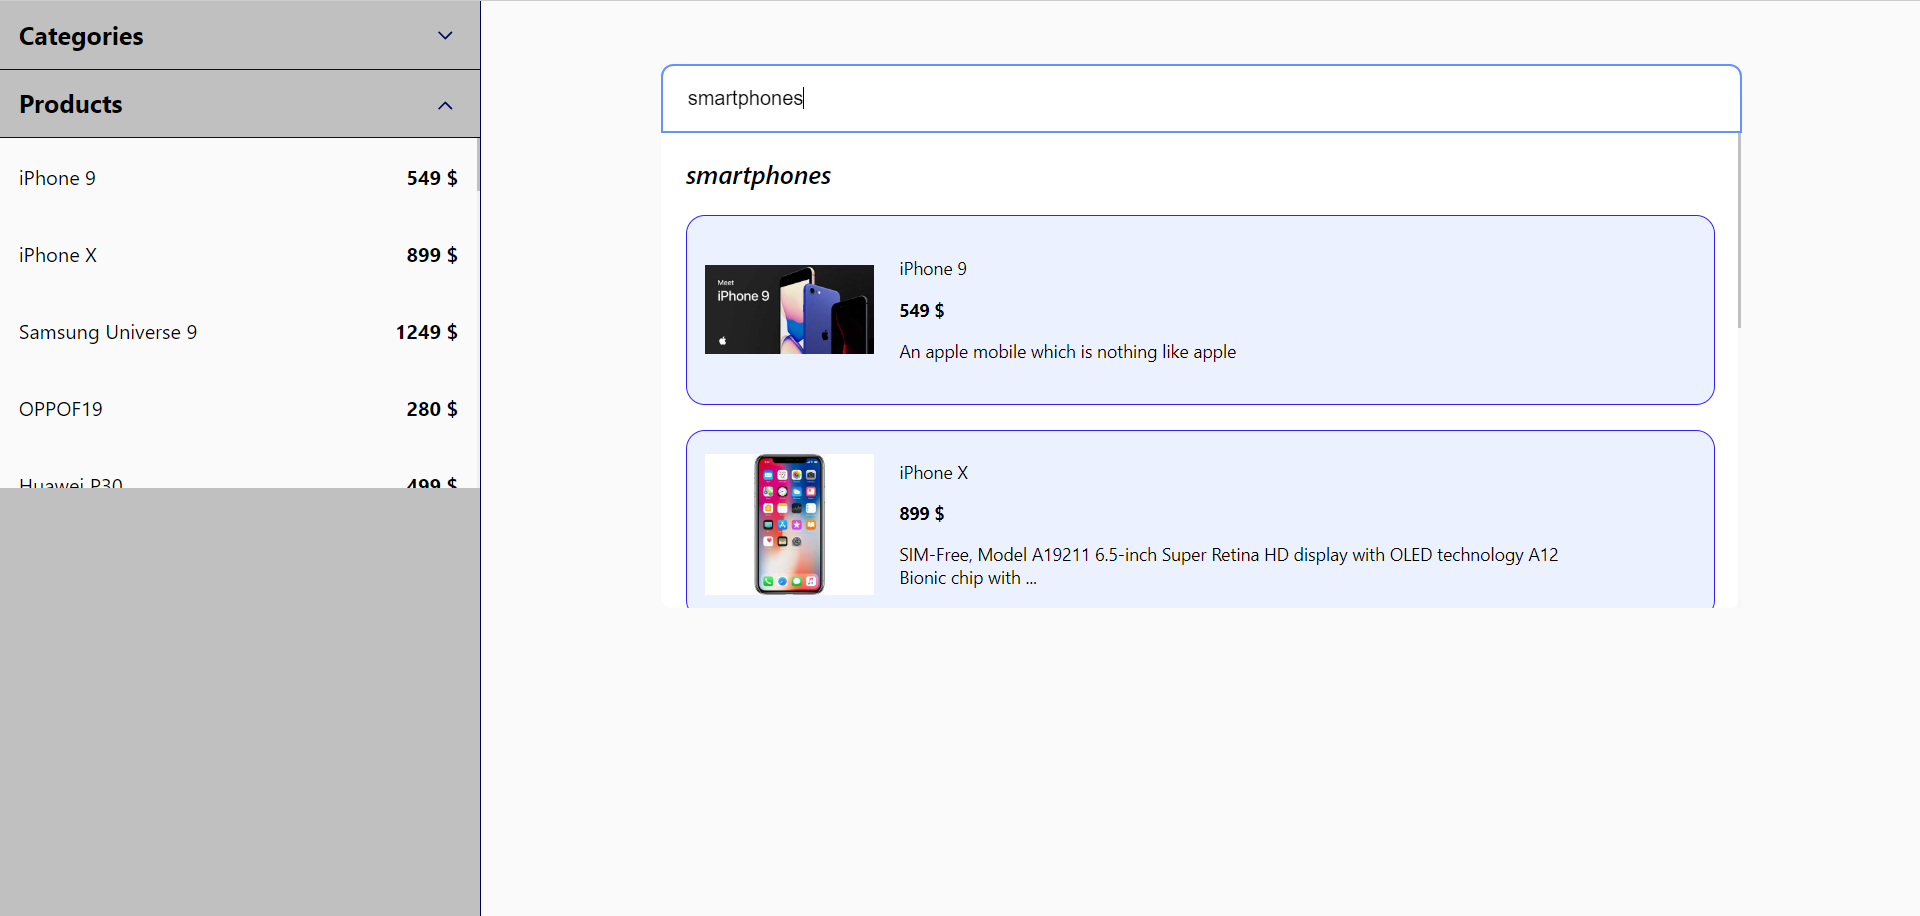 Categories
Products
iPhone 9 549 $
iPhone X 899 $
Samsung Universe 9 1249 $
OPPOF19 280 $
Huawei P30 499 $
smartphones
smartphones
Meet
iPhone 9
iPhone 9
549 $
An apple mobile which is nothing like apple
iPhone X
899 $
SIM-Free, Model A19211 6.5-inch Super Retina HD display with OLED technology A12
Bionic chip with ...